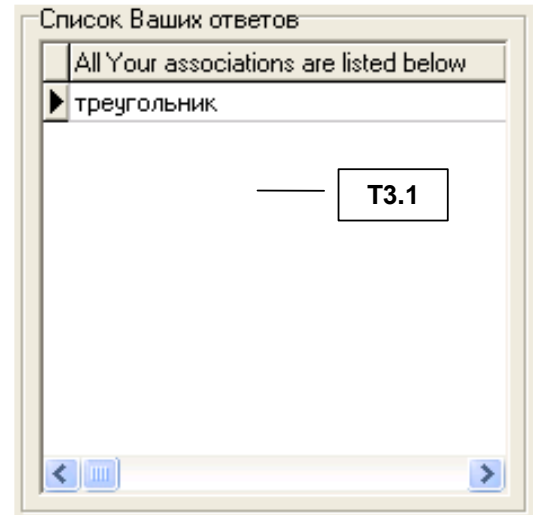 Список Ваших ответов
All Your associations are listed below
треугольник
T3.1